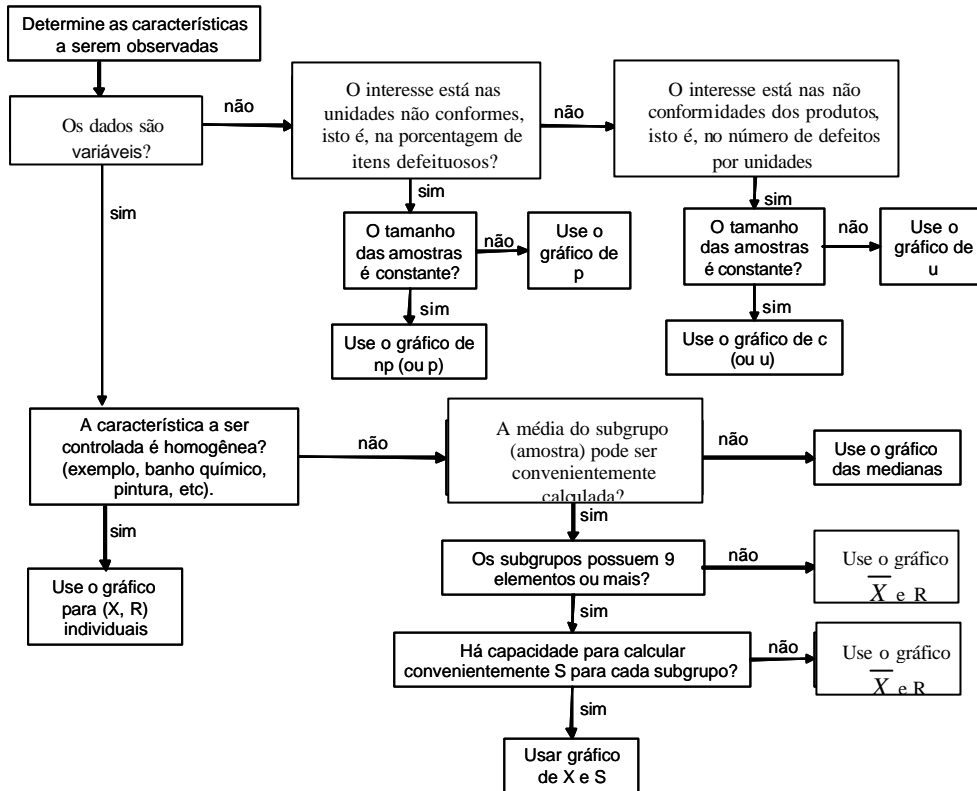 Determine as características
a serem observadas
Os dados são
variáveis?
não
O interesse está nas
unidades não conformes,
isto é, na porcentagem de
itens defeituosos?
não
O interesse está nas não
conformidades dos produtos,
isto é, no número de defeitos
por unidades
sim
sim
sim
O tamanho
das amostras
é constante?
não
Use o
gráfico de
p
O tamanho
das amostras
é constante?
não
Use o
gráfico de
u
sim
sim
Use o gráfico de
np (ou p)
Use o gráfico de c
(ou u)
A característica a ser
controlada é homogênea?
(exemplo, banho químico,
pintura, etc).
não
A média do subgrupo
(amostra) pode ser
convenientemente
calculada?
não
Use o gráfico
das medianas
sim
sim
Use o gráfico
para (X, R)
individuais
Os subgrupos possuem 9
elementos ou mais?
não
Use o gráfico
X̅ e R
sim
Há capacidade para calcular
convenientemente S para cada subgrupo?
não
Use o gráfico
X̅ e R
sim
Usar gráfico
de X e S